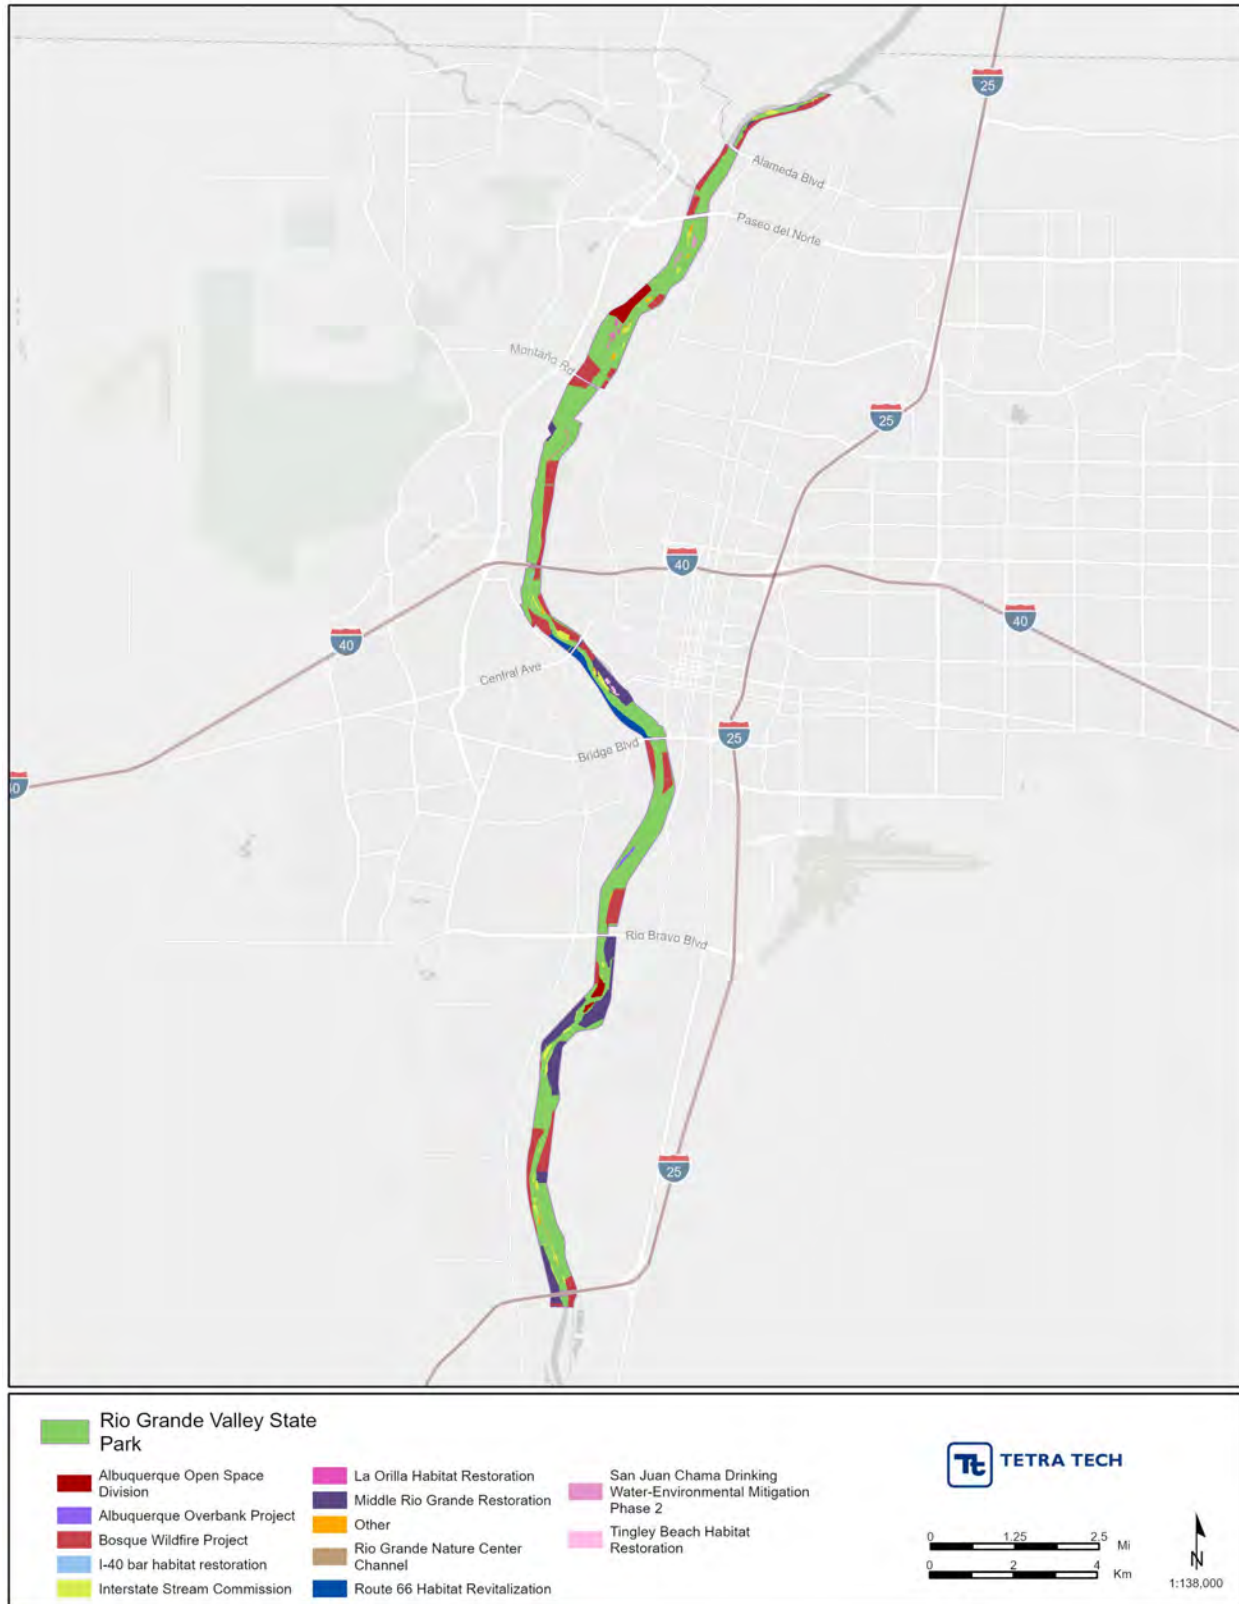 25
Alameda Blvd
Paseo del Norte
Montaño Rd
25
40
40
40
Central Ave
25
Bridge Blvd
40
Rio Bravo Blvd
25
Rio Grande Valley State
Park
Albuquerque Open Space
Division
Albuquerque Overbank Project
Bosque Wildfire Project
I-40 bar habitat restoration
Interstate Stream Commission
La Orilla Habitat Restoration
Middle Rio Grande Restoration
Other
Rio Grande Nature Center
Channel
Route 66 Habitat Revitalization
San Juan Chama Drinking
Water-Environmental Mitigation
Phase 2
Tingley Beach Habitat
Restoration
Tt TETRA TECH
0 1.25 2.5 Mi
0 2 4 Km
N
1:138,000